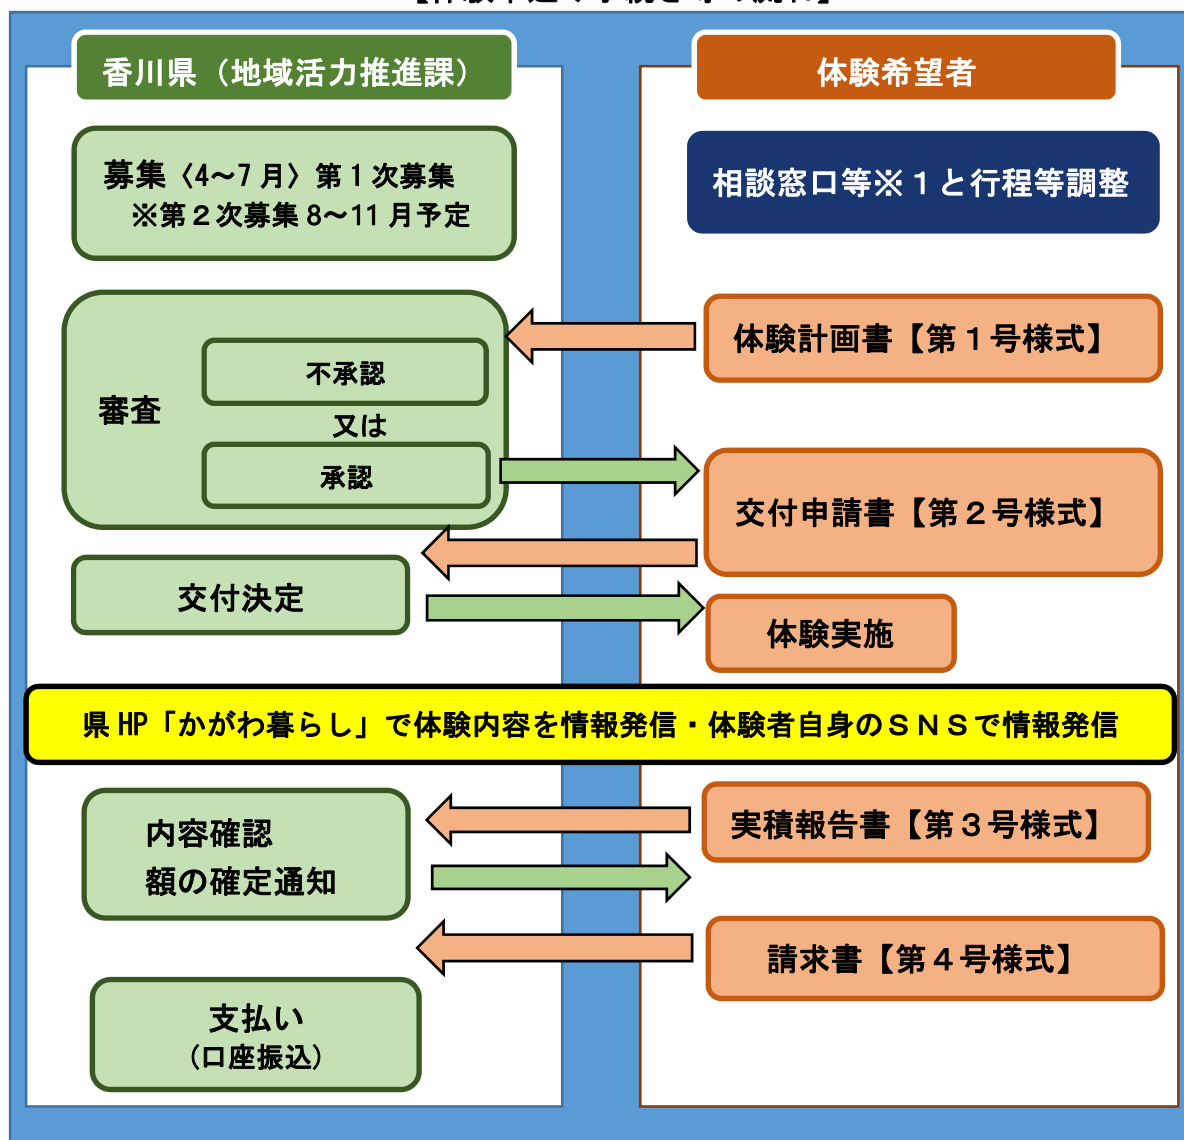 香川県（地域活力推進課）
体験希望者
募集〈4～7月〉第１次募集
※第２次募集 8～11月予定
相談窓口等※１と行程等調整
審査
不承認
又は
承認
体験計画書【第１号様式】
交付申請書【第２号様式】
交付決定
体験実施
県HP「かがわ暮らし」で体験内容を情報発信・体験者自身のＳＮＳで情報発信
内容確認
額の確定通知
実積報告書【第３号様式】
請求書【第４号様式】
支払い
（口座振込）